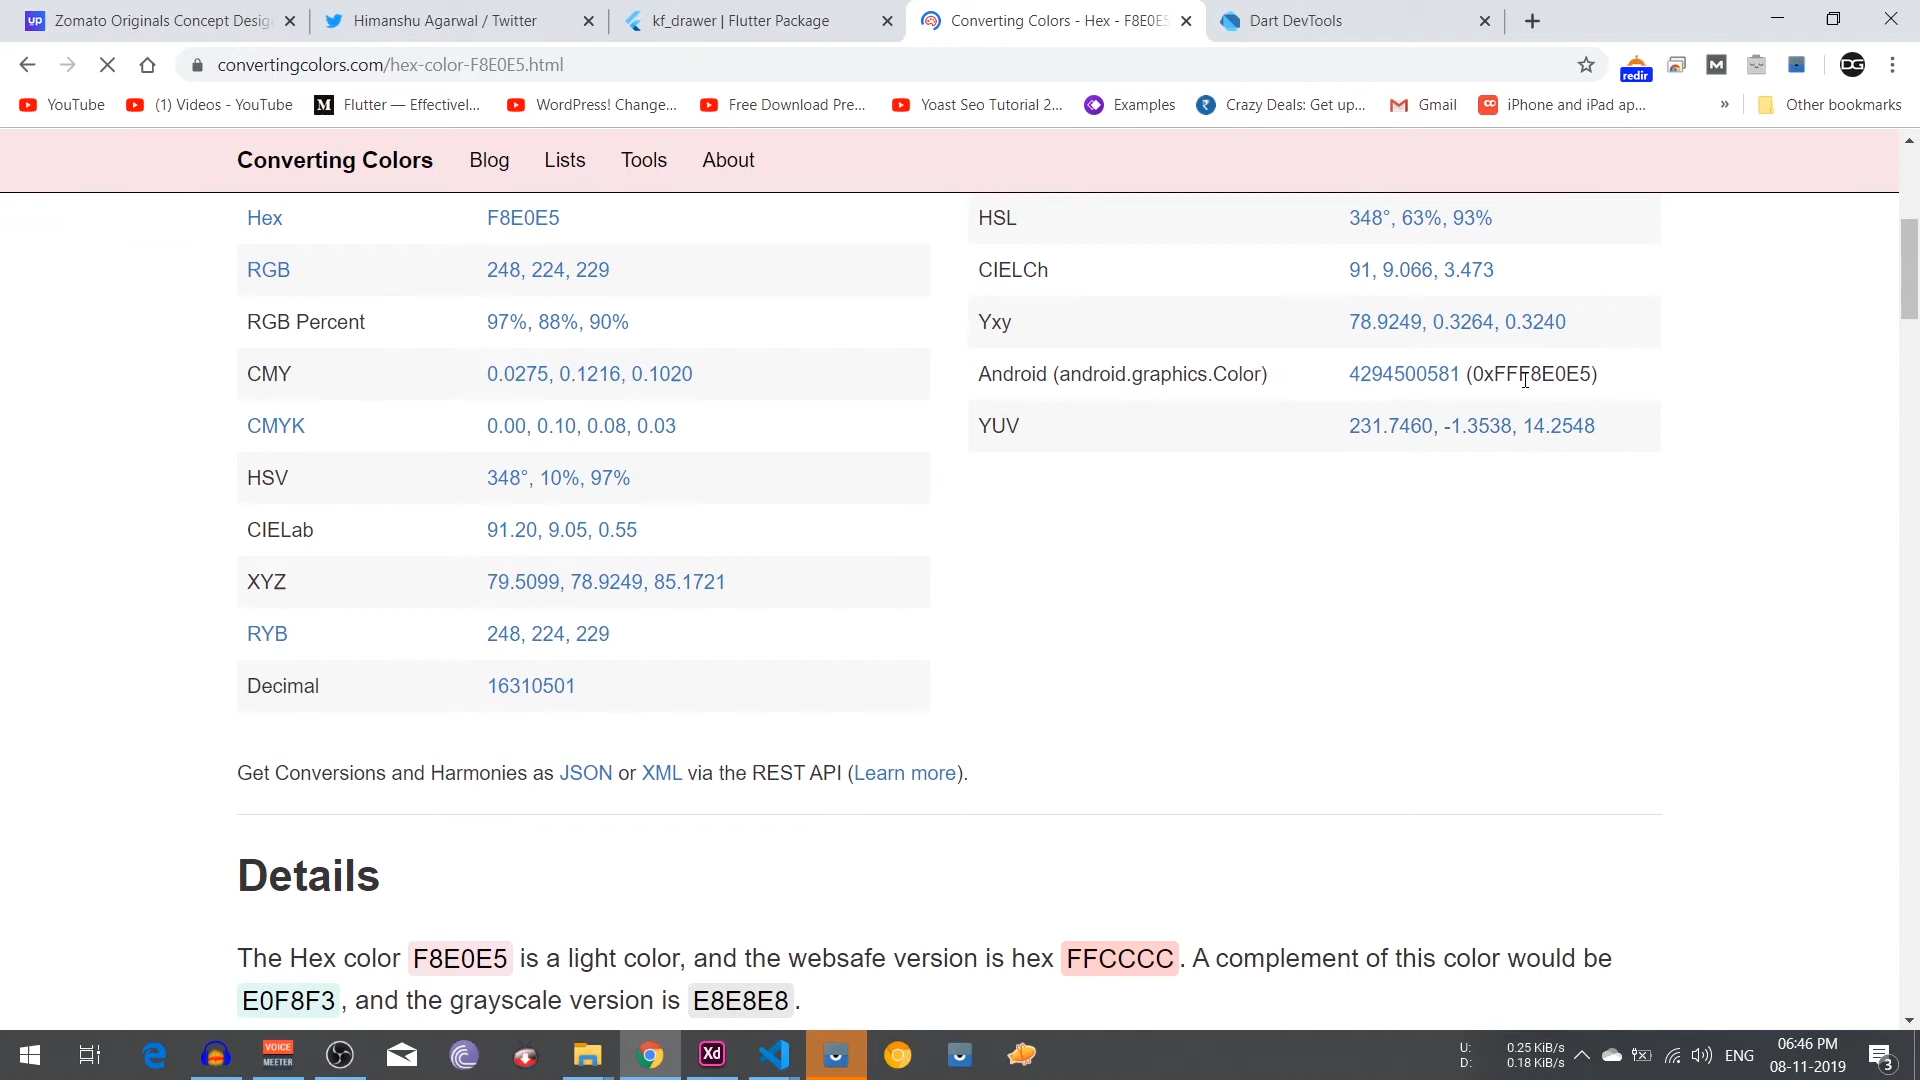 Zomato Originals Concept Desig
Himanshu Agarwal / Twitter
kf_drawer | Flutter Package
Converting Colors - Hex - F8E0E5
Dart DevTools
convertingcolors.com/hex-color-F8E0E5.html
redir
M
DG
YouTube
(1) Videos - YouTube
M
Flutter — Effectivel...
WordPress! Change...
Free Download Pre...
Yoast Seo Tutorial 2...
Examples
Crazy Deals: Get up...
Gmail
iPhone and iPad ap...
»
Other bookmarks
Converting Colors
Blog
Lists
Tools
About
Hex F8E0E5
RGB 248, 224, 229
RGB Percent 97%, 88%, 90%
CMY 0.0275, 0.1216, 0.1020
CMYK 0.00, 0.10, 0.08, 0.03
HSV 348°, 10%, 97%
CIELab 91.20, 9.05, 0.55
XYZ 79.5099, 78.9249, 85.1721
RYB 248, 224, 229
Decimal 16310501
HSL 348°, 63%, 93%
CIELCh 91, 9.066, 3.473
Yxy 78.9249, 0.3264, 0.3240
Android (android.graphics.Color) 4294500581 (0xFFF8E0E5)
YUV 231.7460, -1.3538, 14.2548
Get Conversions and Harmonies as JSON or XML via the REST API (Learn more).
Details
The Hex color F8E0E5 is a light color, and the websafe version is hex FFCCCC. A complement of this color would be
E0F8F3, and the grayscale version is E8E8E8.
VOICE
MEETER
Xd
U: 0.25 KiB/s
D: 0.18 KiB/s
ENG
06:46 PM
08-11-2019
3